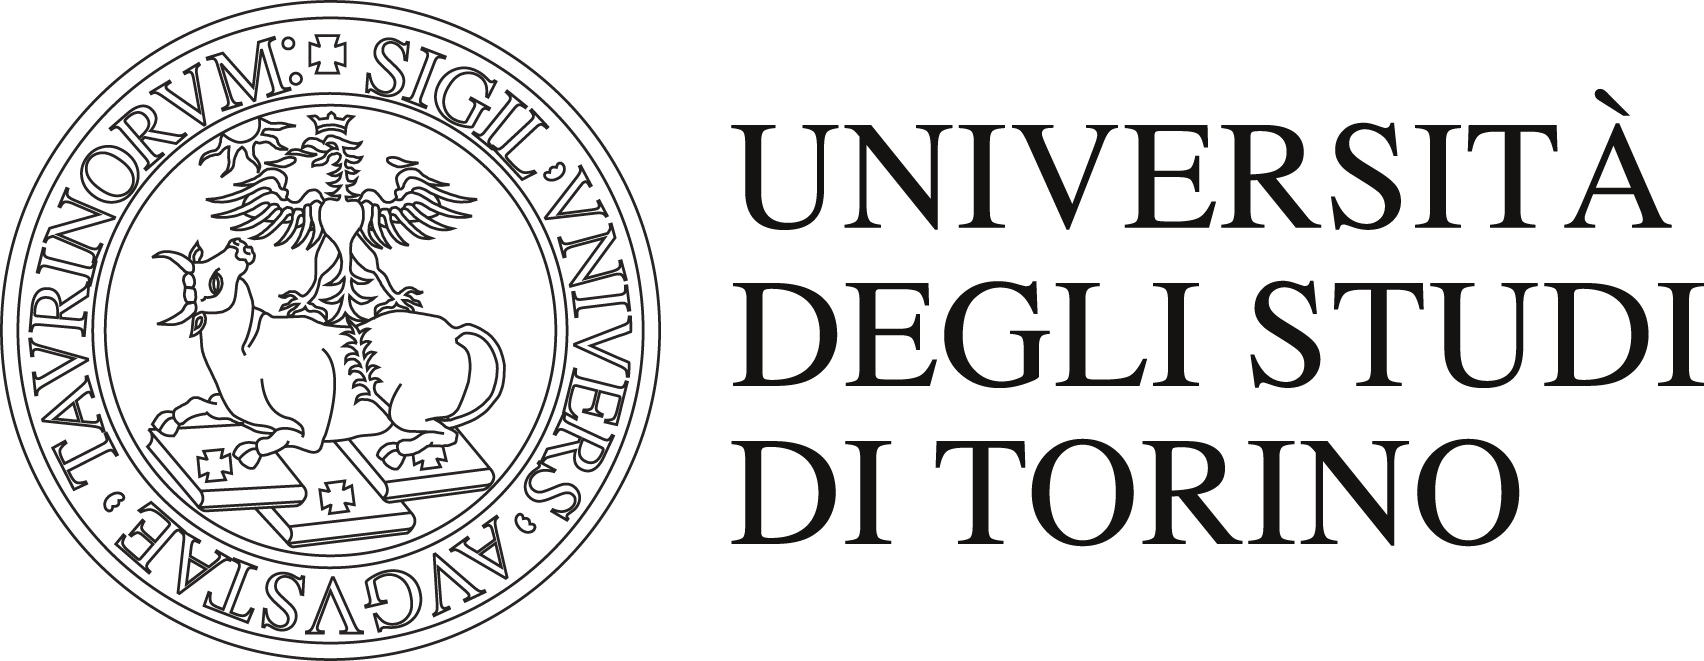 SIGIL VNIVERS AVGVSTAE TAVRINORVM:
UNIVERSITÀ
DEGLI STUDI
DI TORINO